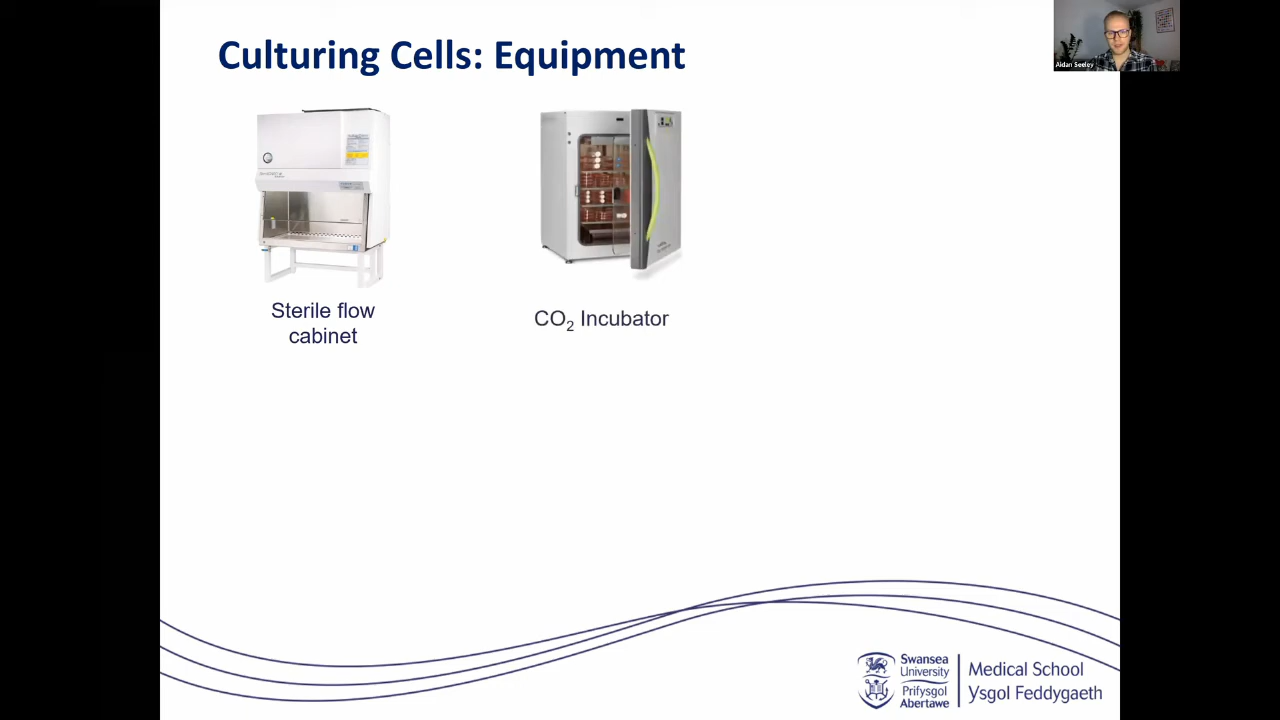 Culturing Cells: Equipment
Aidan Seeley
Sterile flow
cabinet
CO₂ Incubator
Swansea
University
Prifysgol
Abertawe
Medical School
Ysgol Feddygaeth